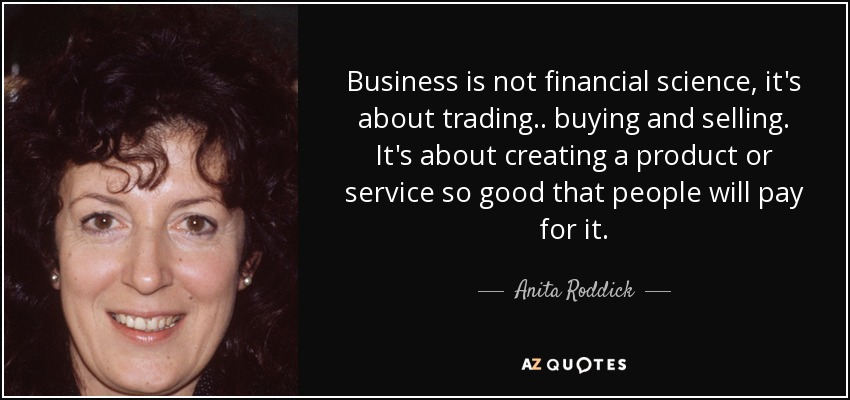 Business is not financial science, it's
about trading.. buying and selling.
It's about creating a product or
service so good that people will pay
for it.
Anita Roddick
AZ QUOTES